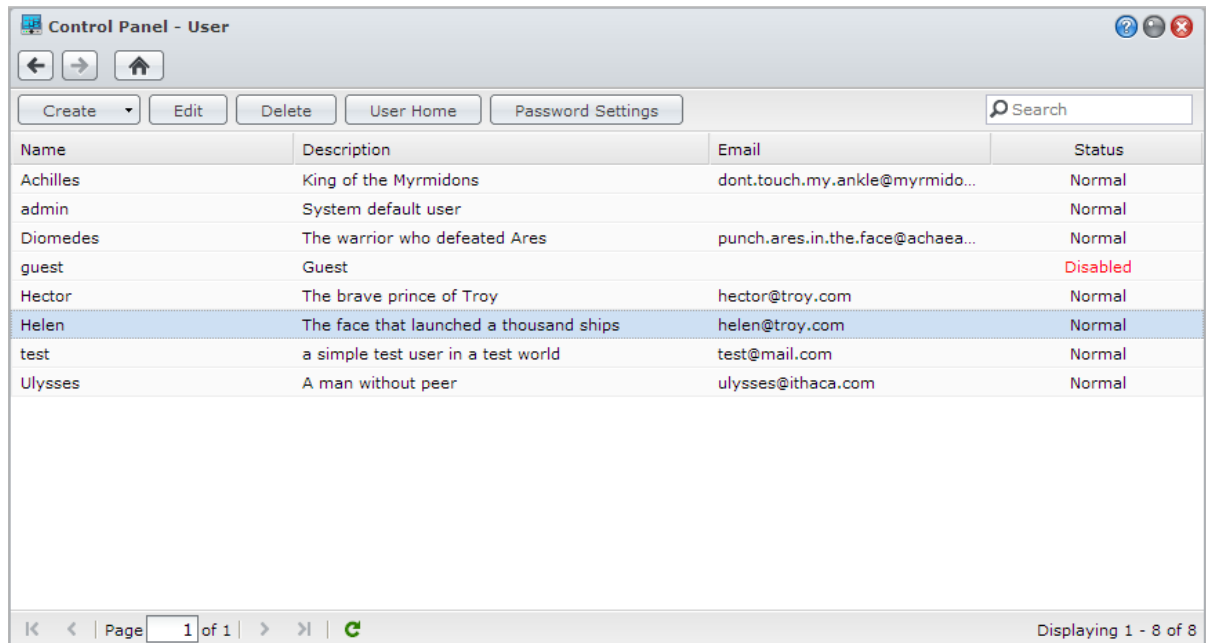 Control Panel - User
Create Edit Delete User Home Password Settings Search
Name Description Email Status
Achilles King of the Myrmidons dont.touch.my.ankle@myrmido... Normal
admin System default user Normal
Diomedes The warrior who defeated Ares punch.ares.in.the.face@achaea... Normal
guest Guest Disabled
Hector The brave prince of Troy hector@troy.com Normal
Helen The face that launched a thousand ships helen@troy.com Normal
test a simple test user in a test world test@mail.com Normal
Ulysses A man without peer ulysses@ithaca.com Normal
Page 1 of 1 Displaying 1 - 8 of 8